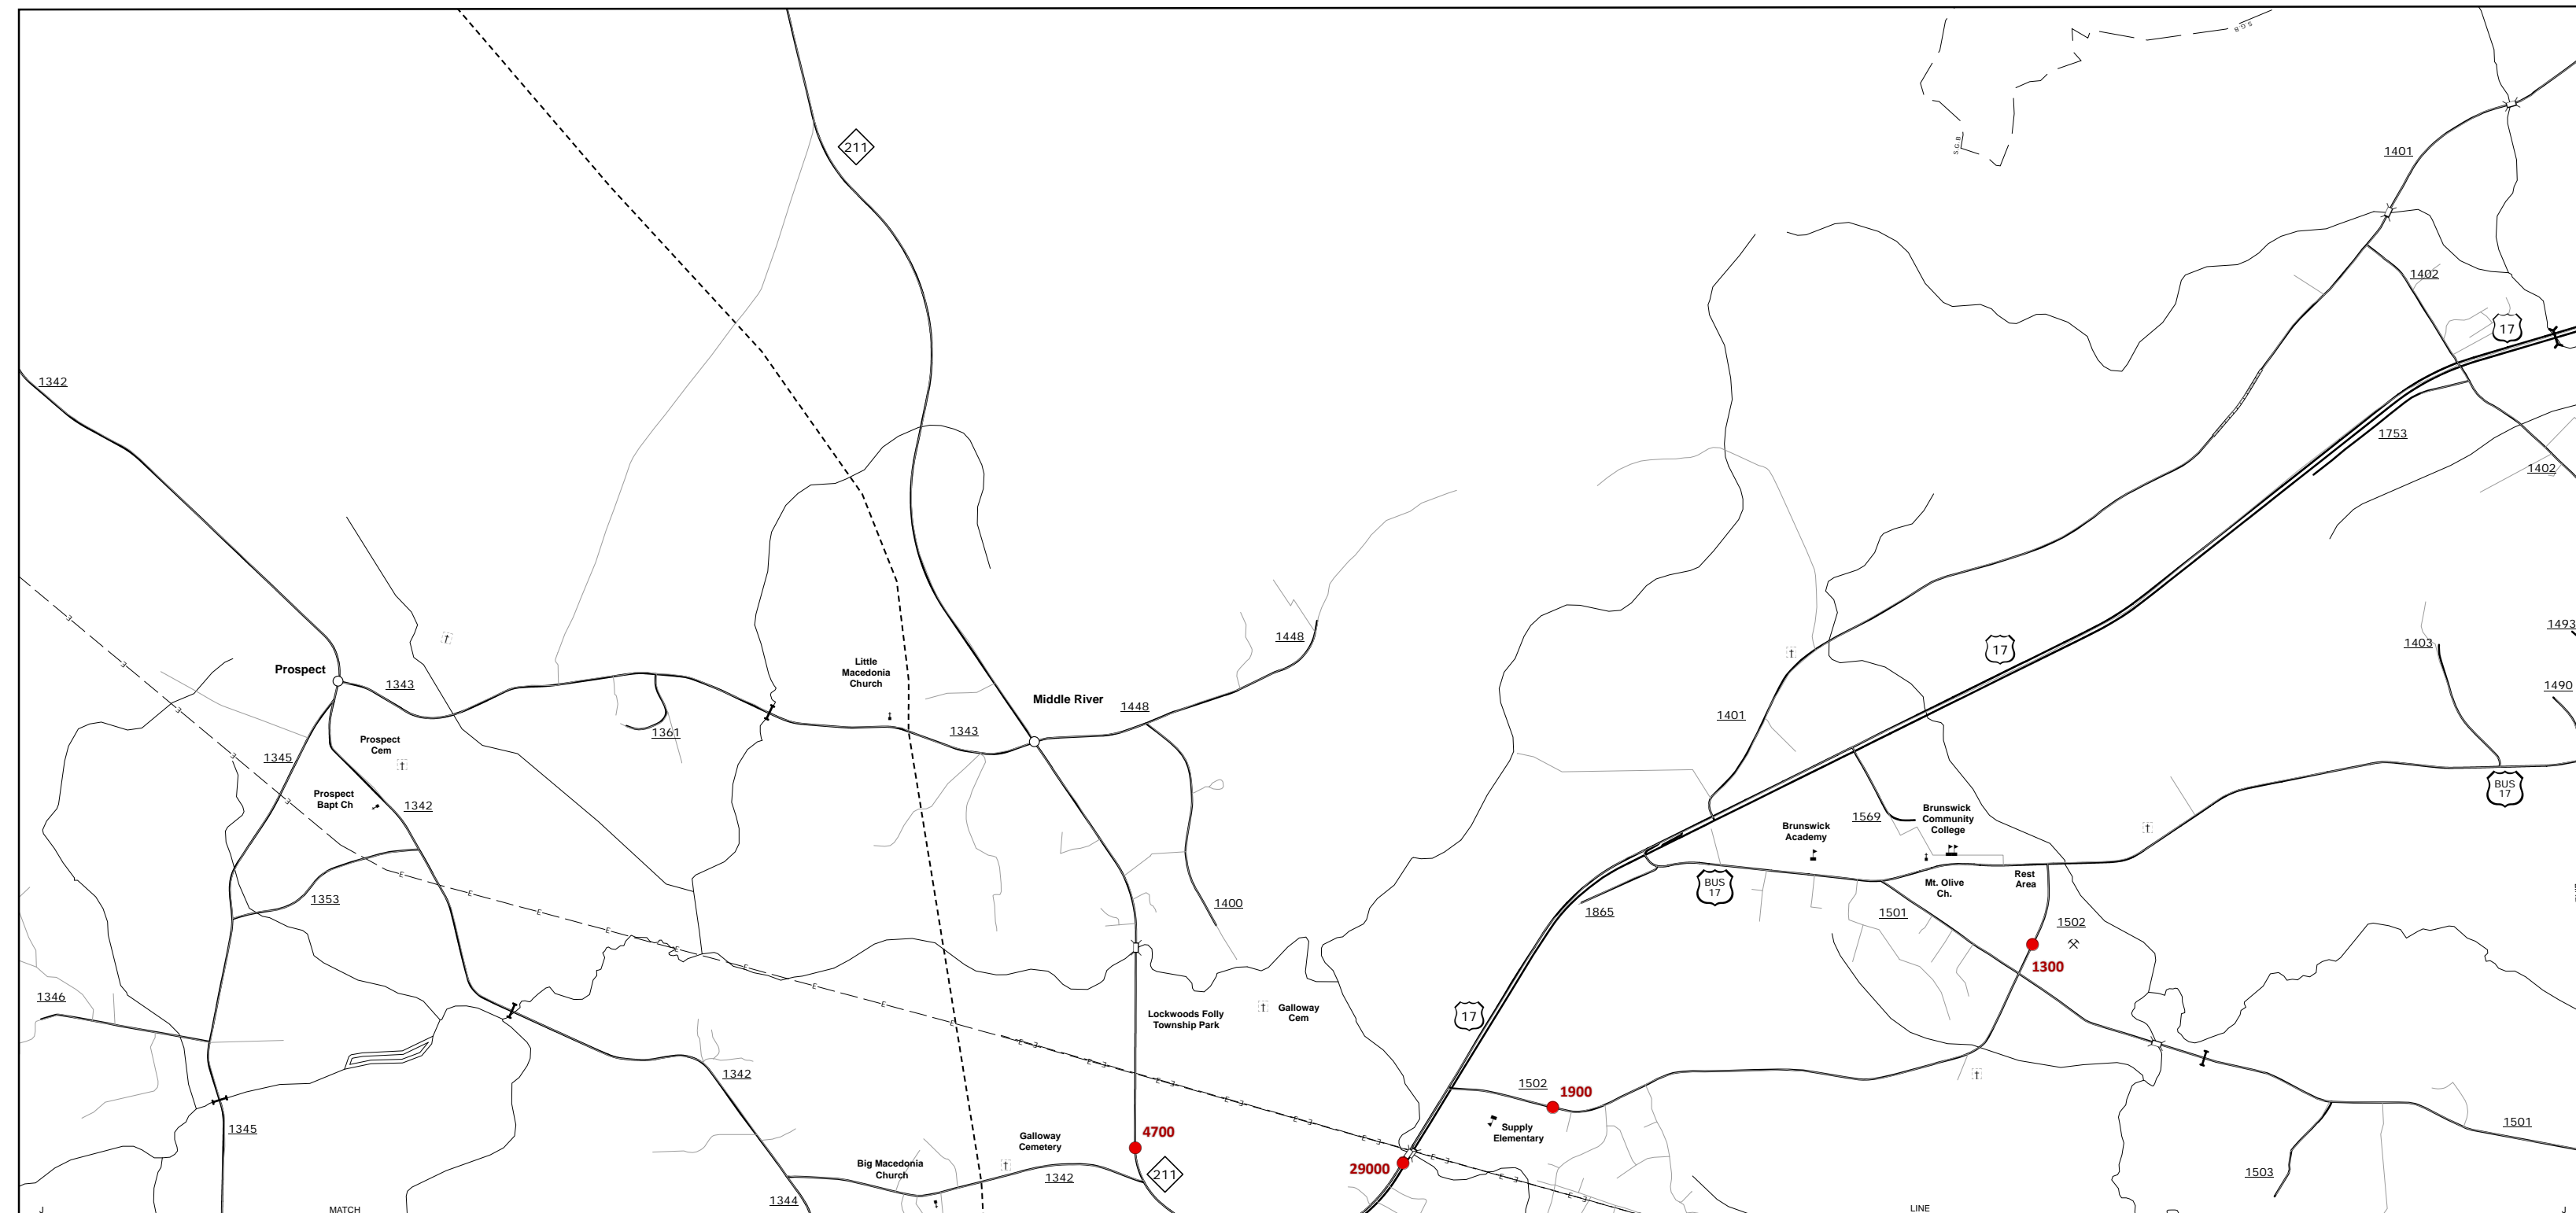 S G B
S.G.B
211
1401
1402
17
1342
1753
1402
1493
1448
1403
17
Little
Macedonia
Church
Prospect
1343
1490
Middle River
1448
1401
1361
1343
Prospect
Cem
1345
BUS
17
Prospect
Bapt Ch
1342
1569
Brunswick
Community
College
Brunswick
Academy
Rest
Area
BUS
17
Mt. Olive
Ch.
1353
1400
1865
1501
1502
1300
1346
Galloway
Cem
Lockwoods Folly
Township Park
17
1342
1502
1900
1345
4700
Supply
Elementary
1501
Galloway
Cemetery
Big Macedonia
Church
29000
211
1342
1503
1344
J
MATCH
LINE
J